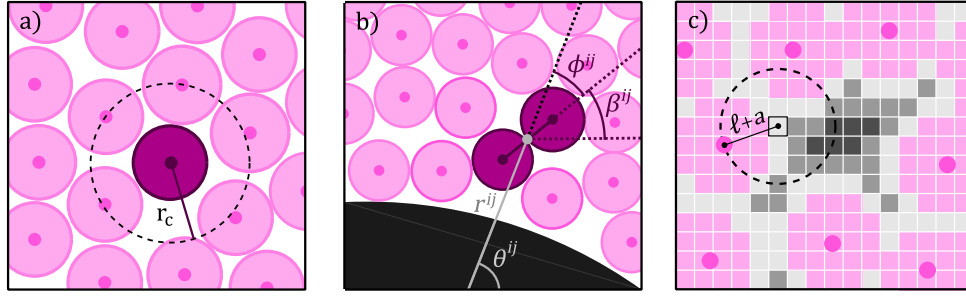 a)
r_c
b)
ϕ^{ij}
β^{ij}
r^{ij}
θ^{ij}
c)
ℓ+a